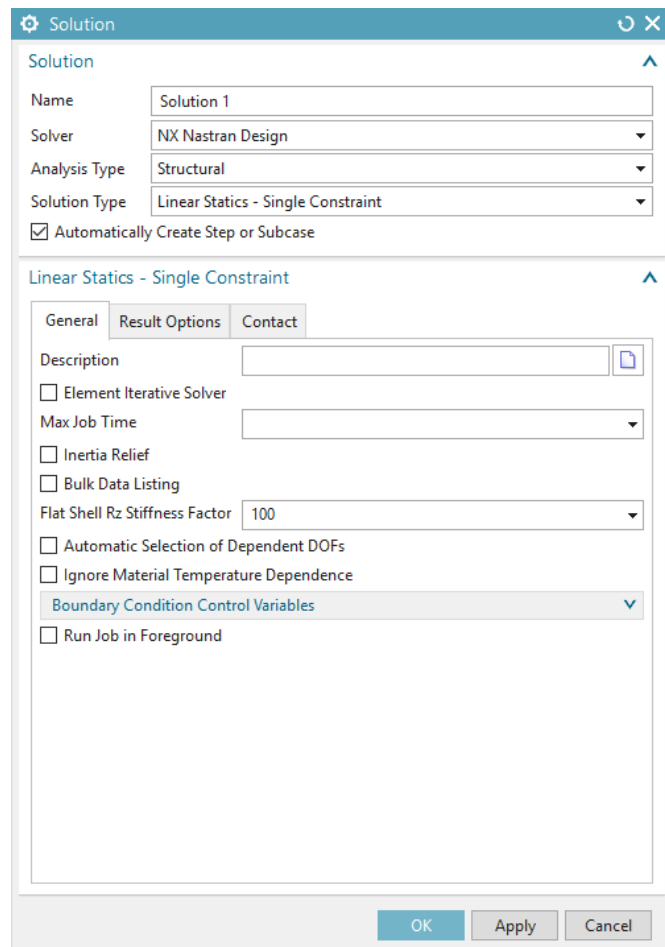 Solution
Solution
Name Solution 1
Solver NX Nastran Design
Analysis Type Structural
Solution Type Linear Statics - Single Constraint
Automatically Create Step or Subcase
Linear Statics - Single Constraint
General Result Options Contact
Description
Element Iterative Solver
Max Job Time
Inertia Relief
Bulk Data Listing
Flat Shell Rz Stiffness Factor 100
Automatic Selection of Dependent DOFs
Ignore Material Temperature Dependence
Boundary Condition Control Variables
Run Job in Foreground
OK Apply Cancel